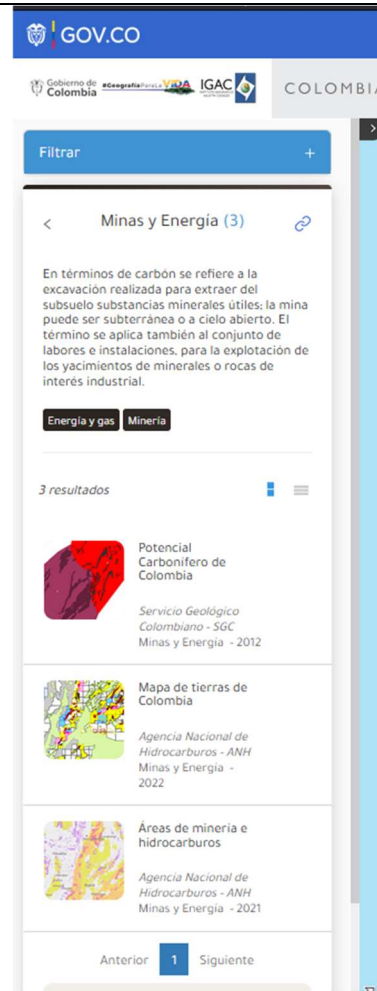 GOV.CO
Gobierno de
Colombia
#GeografíaParaLaVIDA
IGAC
COLOMBIA
Filtrar +
< Minas y Energía (3)
En términos de carbón se refiere a la
excavación realizada para extraer del
subsuelo substancias minerales útiles; la mina
puede ser subterránea o a cielo abierto. El
término se aplica también al conjunto de
labores e instalaciones, para la explotación de
los yacimientos de minerales o rocas de
interés industrial.
Energía y gas Minería
3 resultados
Potencial
Carbonífero de
Colombia
Servicio Geológico
Colombiano - SGC
Minas y Energía - 2012
Mapa de tierras de
Colombia
Agencia Nacional de
Hidrocarburos - ANH
Minas y Energía -
2022
Áreas de minería e
hidrocarburos
Agencia Nacional de
Hidrocarburos - ANH
Minas y Energía - 2021
Anterior 1 Siguiente